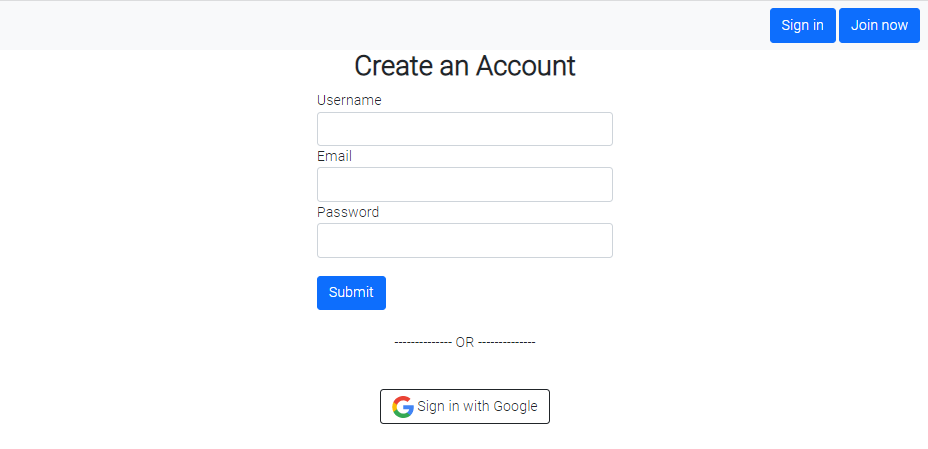 Sign in Join now
Create an Account
Username
Email
Password
Submit
-------------- OR --------------
Sign in with Google